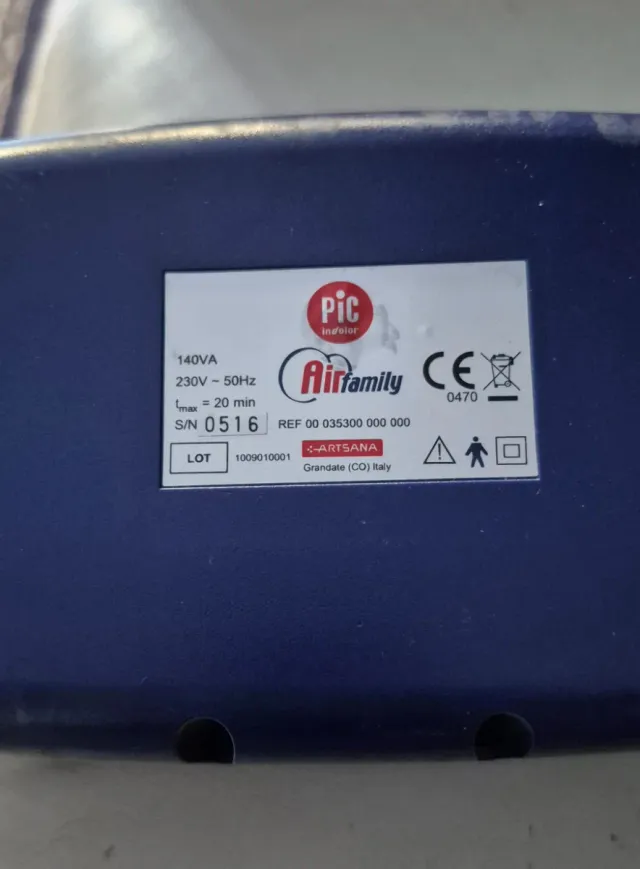 PiC
indolor
140VA
230V ~ 50Hz
Airfamily
CE
0470
tmax = 20 min
S/N 0516
REF 00 035300 000 000
LOT
1009010001
ARTSANA
Grandate (CO) Italy